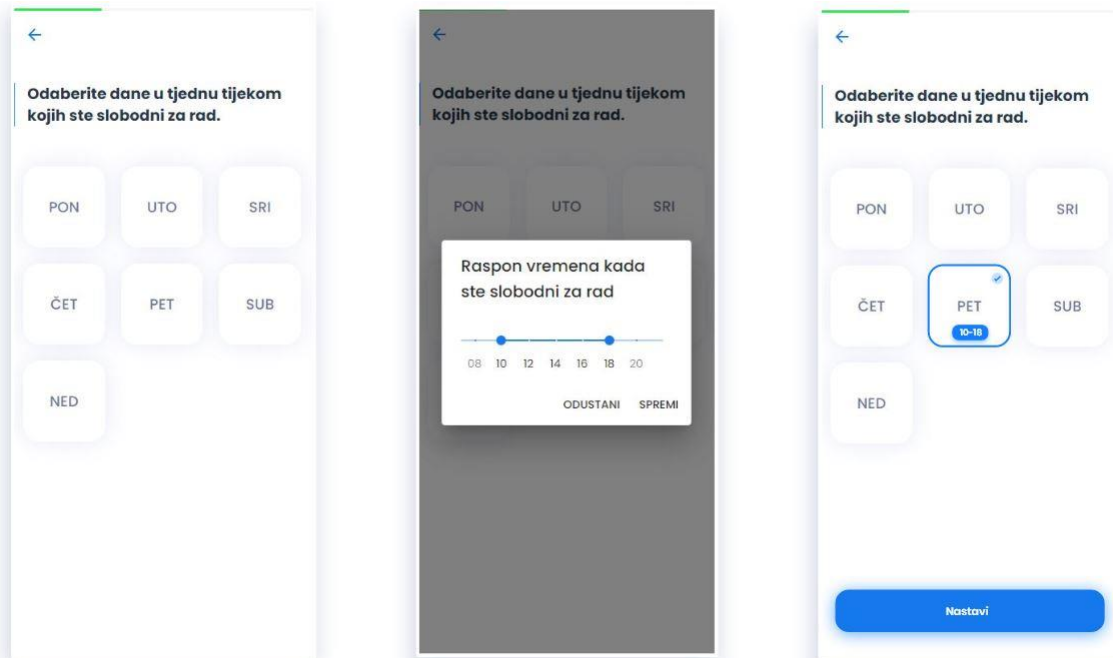 Odaberite dane u tjednu tijekom
kojih ste slobodni za rad.
PON UTO SRI
ČET PET SUB
NED
Odaberite dane u tjednu tijekom
kojih ste slobodni za rad.
PON UTO SRI
Raspon vremena kada
ste slobodni za rad
08 10 12 14 16 18 20
ODUSTANI SPREMI
Odaberite dane u tjednu tijekom
kojih ste slobodni za rad.
PON UTO SRI
ČET PET SUB
10-18
NED
Nastavi